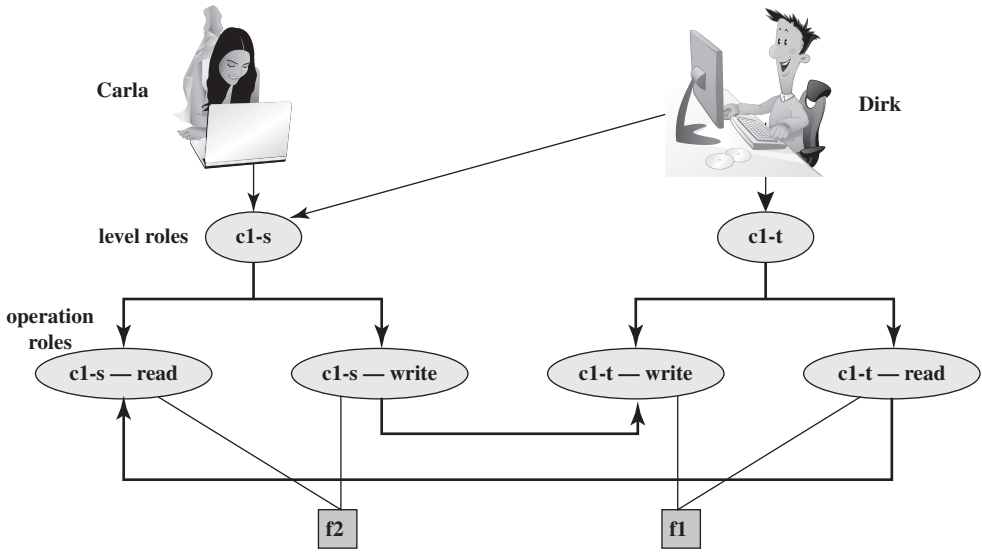 Carla
Dirk
level roles
c1-s
c1-t
operation
roles
c1-s — read
c1-s — write
c1-t — write
c1-t — read
f2
f1